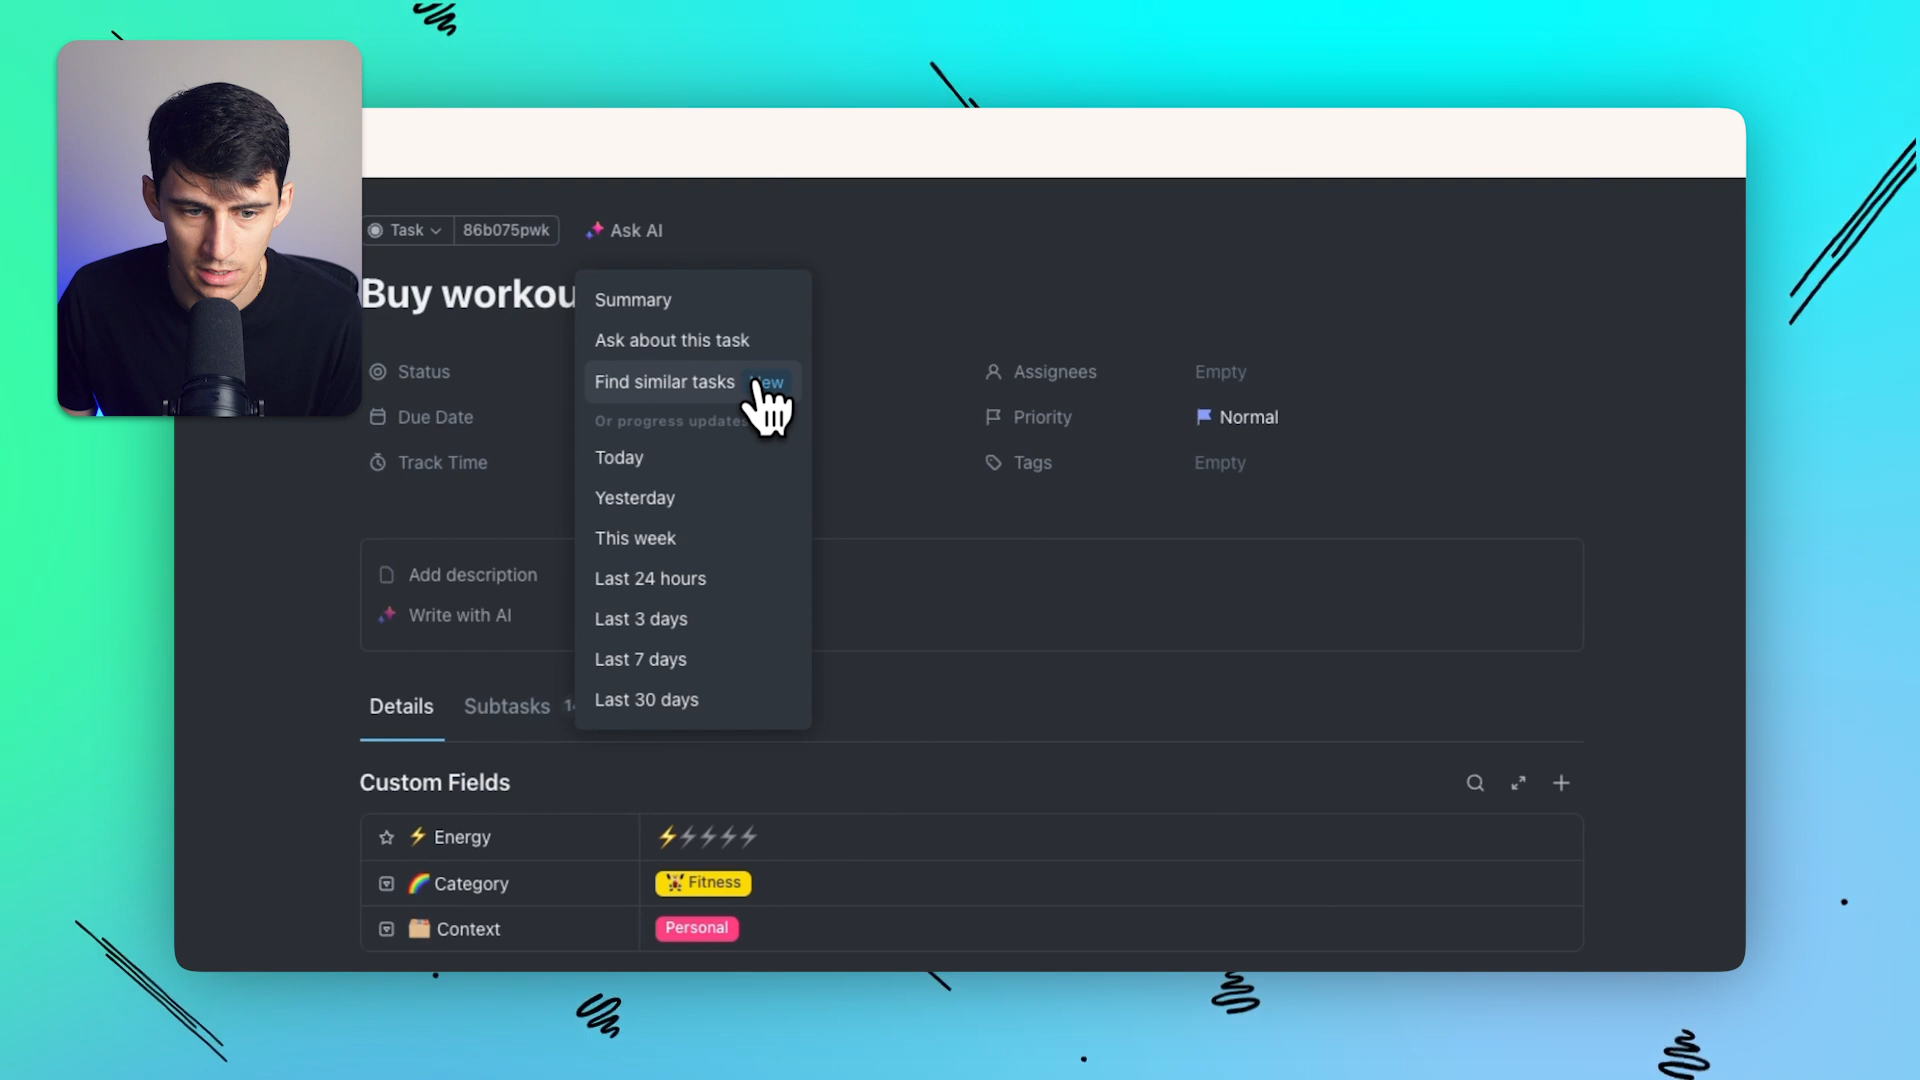 Task 86b075pwk Ask AI
Buy workou
Summary
Ask about this task
Find similar tasks New
Or progress updates
Today
Yesterday
This week
Last 24 hours
Last 3 days
Last 7 days
Last 30 days
Status
Due Date
Track Time
Assignees Empty
Priority Normal
Tags Empty
Add description
Write with AI
Details Subtasks
Custom Fields
Energy
Category Fitness
Context Personal